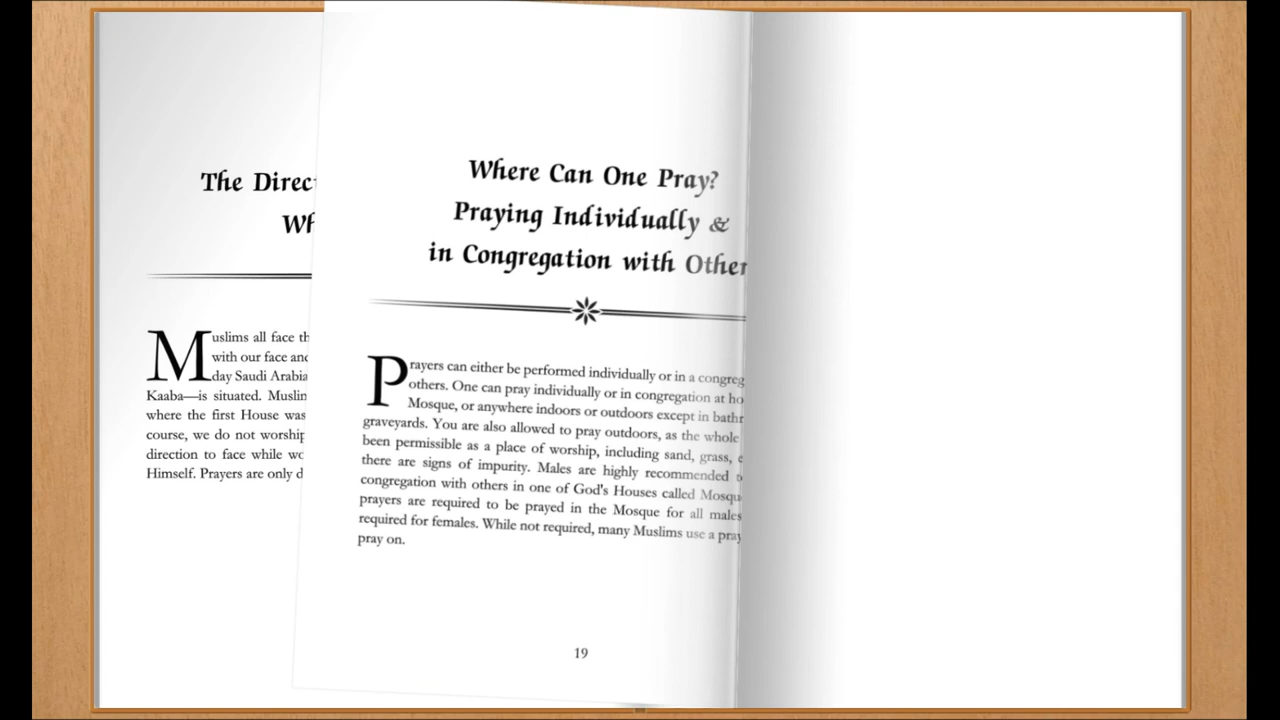 The Direc
Wh
Muslims all face th
with our face and
day Saudi Arabia
Kaaba—is situated. Muslim
where the first House was
course, we do not worship
direction to face while wo
Himself. Prayers are only d
Where Can One Pray?
Praying Individually &
in Congregation with Other
Prayers can either be performed individually or in a congreg
others. One can pray individually or in congregation at ho
Mosque, or anywhere indoors or outdoors except in bathr
graveyards. You are also allowed to pray outdoors, as the whole
been permissible as a place of worship, including sand, grass, e
there are signs of impurity. Males are highly recommended t
congregation with others in one of God's Houses called Mosqu
prayers are required to be prayed in the Mosque for all males
required for females. While not required, many Muslims use a pray
pray on.
19